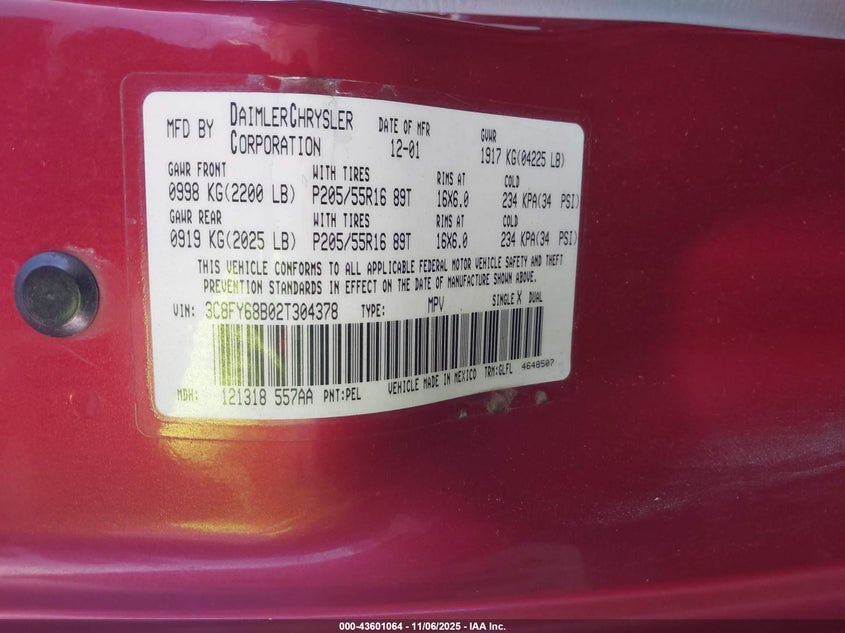 MFD BY DAIMLERCHRYSLER CORPORATION DATE OF MFR 12-01 GVWR 1917 KG(04225 LB)
GAWR FRONT WITH TIRES RIMS AT COLD
0998 KG(2200 LB) P205/55R16 89T 16X6.0 234 KPA(34 PSI)
GAWR REAR WITH TIRES RIMS AT COLD
0919 KG(2025 LB) P205/55R16 89T 16X6.0 234 KPA(34 PSI)
THIS VEHICLE CONFORMS TO ALL APPLICABLE FEDERAL MOTOR VEHICLE SAFETY AND THEFT
PREVENTION STANDARDS IN EFFECT ON THE DATE OF MANUFACTURE SHOWN ABOVE.
VIN: 3C8FY68B02T304378 TYPE: MPV SINGLE X DUAL
MDH: 121318 557AA PNT:PEL VEHICLE MADE IN MEXICO TRM:GLFL 4648507
000-43601064 - 11/06/2025 - IAA Inc.